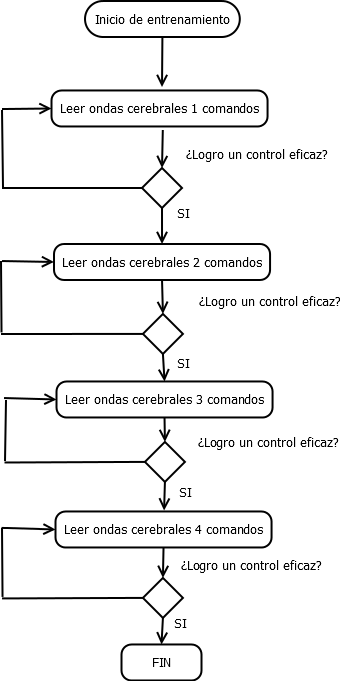 Inicio de entrenamiento
Leer ondas cerebrales 1 comandos
¿Logro un control eficaz?
SI
Leer ondas cerebrales 2 comandos
¿Logro un control eficaz?
SI
Leer ondas cerebrales 3 comandos
¿Logro un control eficaz?
SI
Leer ondas cerebrales 4 comandos
¿Logro un control eficaz?
SI
FIN